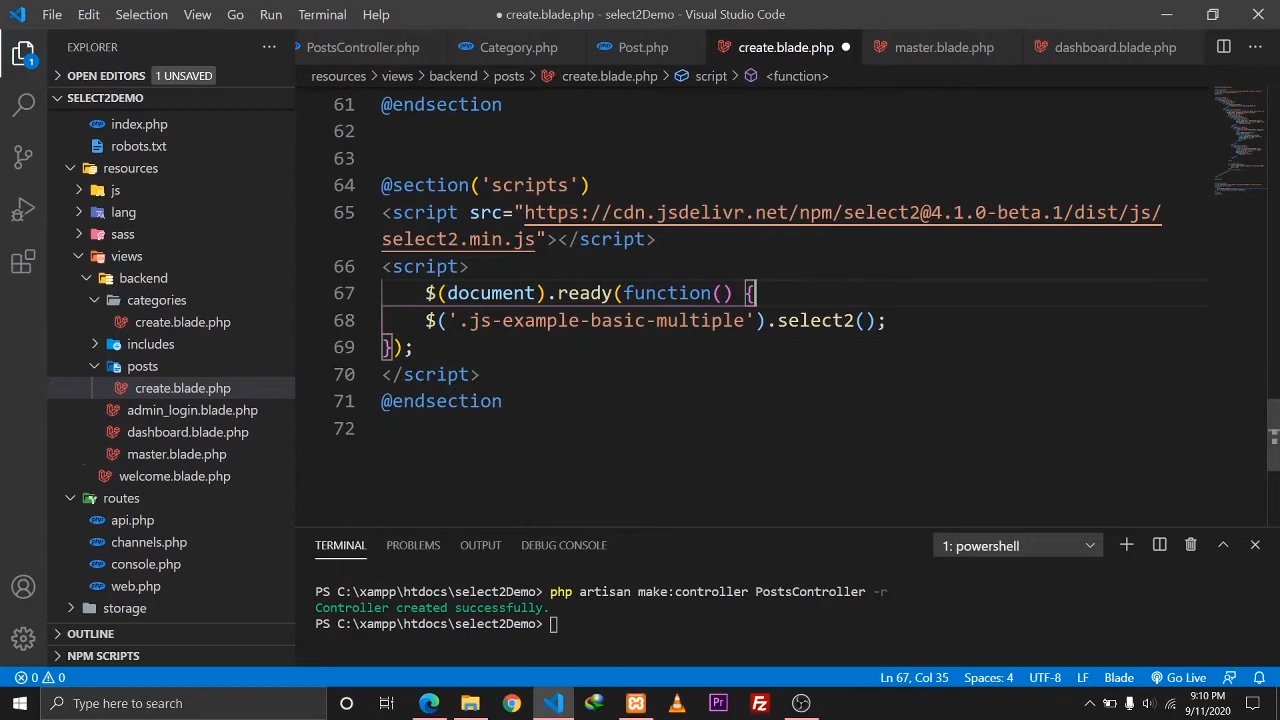 File Edit Selection View Go Run Terminal Help
● create.blade.php - select2Demo - Visual Studio Code
EXPLORER
PostsController.php Category.php Post.php create.blade.php master.blade.php dashboard.blade.php
OPEN EDITORS 1 UNSAVED
resources > views > backend > posts > create.blade.php > script > <function>
SELECT2DEMO
index.php
robots.txt
resources
js
lang
sass
views
backend
categories
create.blade.php
includes
posts
create.blade.php
admin_login.blade.php
dashboard.blade.php
master.blade.php
welcome.blade.php
routes
api.php
channels.php
console.php
web.php
storage
OUTLINE
NPM SCRIPTS
61 @endsection
62
63
64 @section('scripts')
65 <script src="https://cdn.jsdelivr.net/npm/select2@4.1.0-beta.1/dist/js/
select2.min.js"></script>
66 <script>
67 $(document).ready(function() {
68 $('.js-example-basic-multiple').select2();
69 });
70 </script>
71 @endsection
72
TERMINAL PROBLEMS OUTPUT DEBUG CONSOLE
1: powershell
PS C:\xampp\htdocs\select2Demo> php artisan make:controller PostsController -r
Controller created successfully.
PS C:\xampp\htdocs\select2Demo>
1
0 0
Ln 67, Col 35 Spaces: 4 UTF-8 LF Blade Go Live
Type here to search
Pr
9:10 PM
9/11/2020